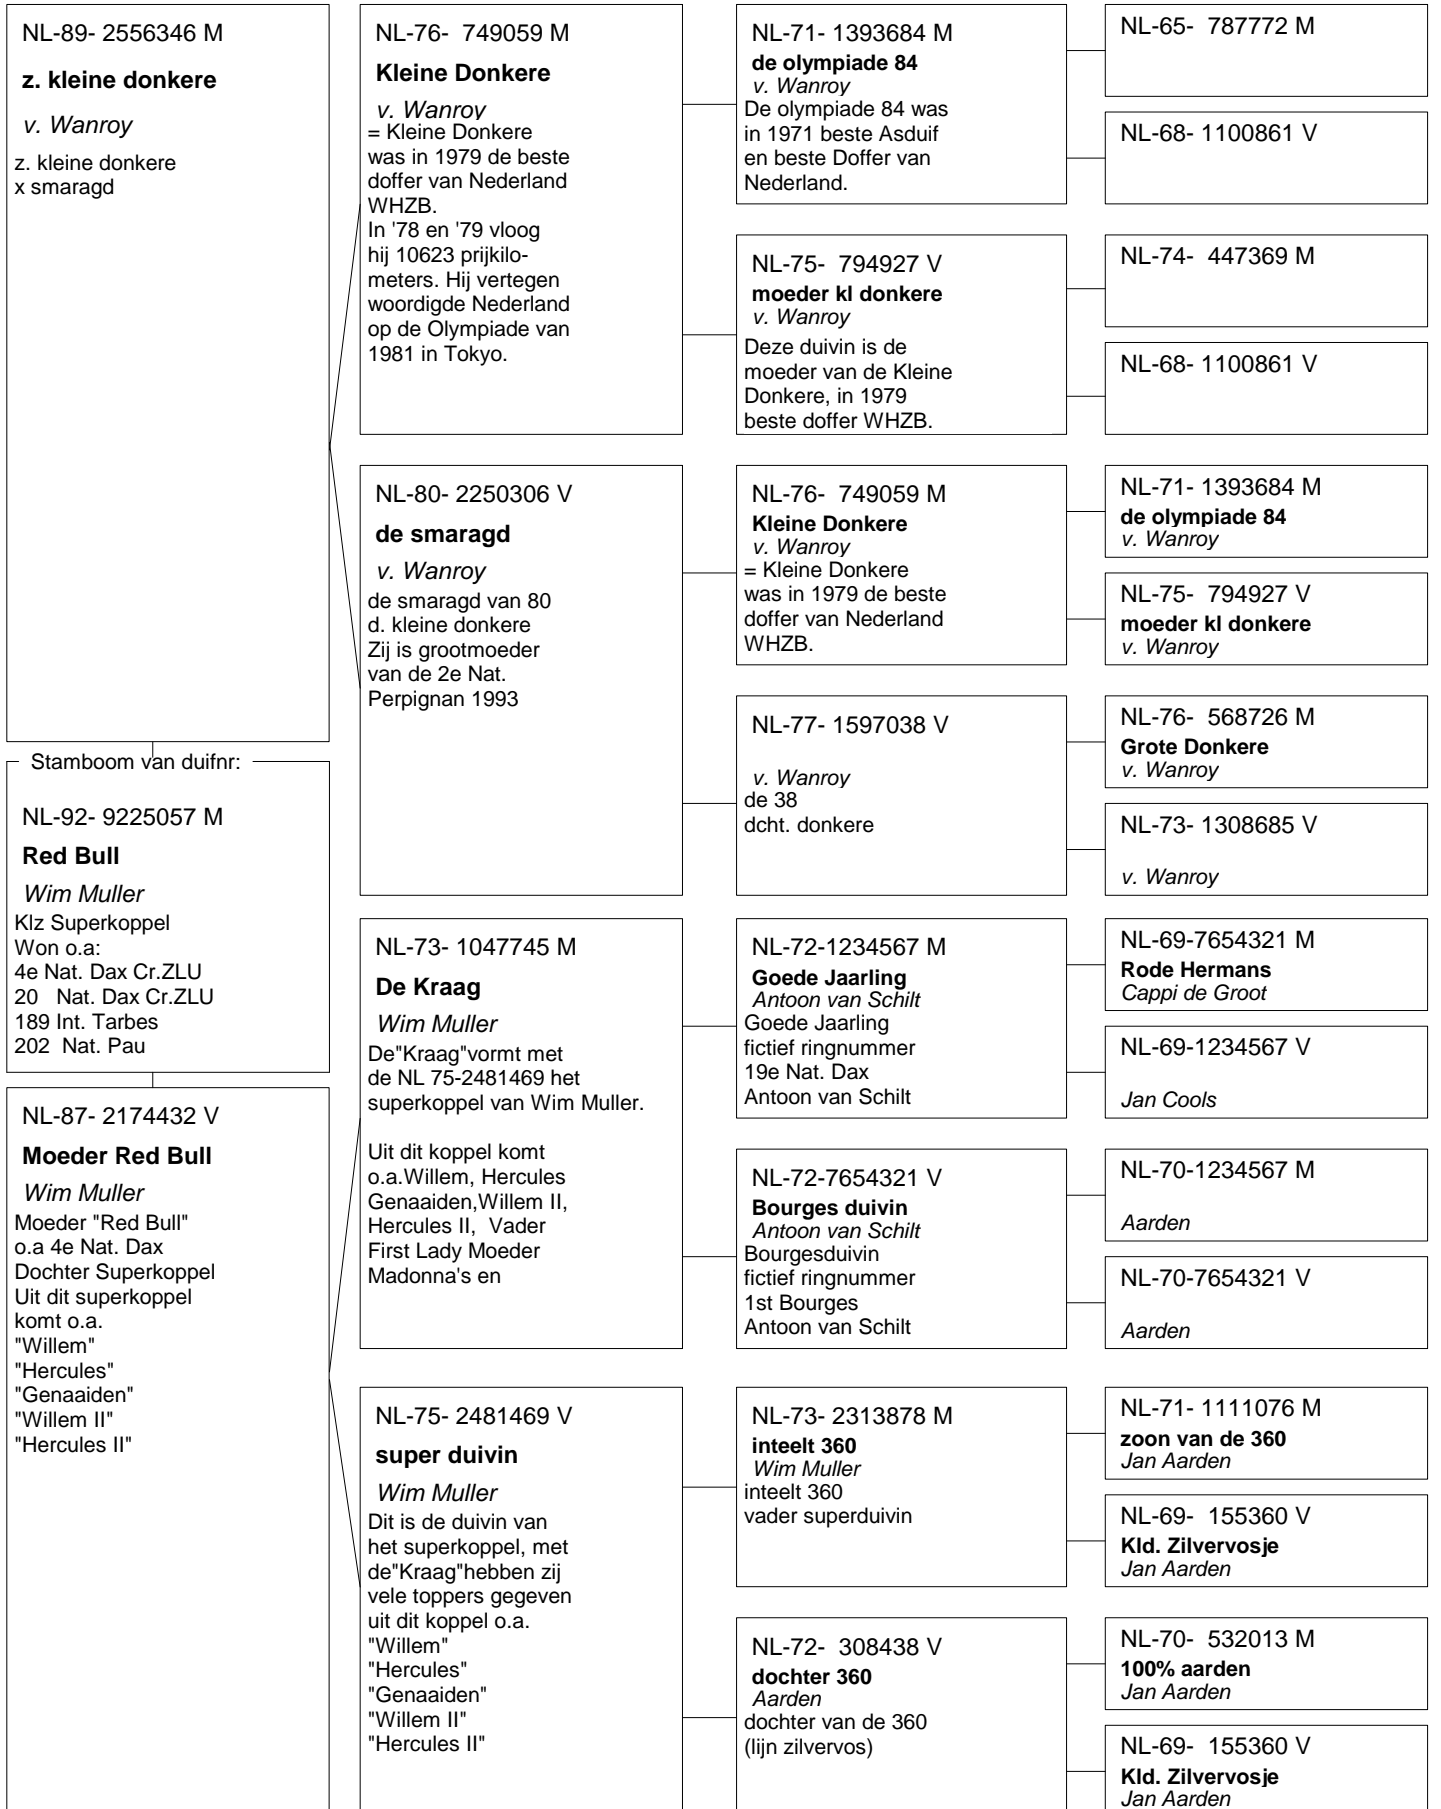 NL-89- 2556346 M
z. kleine donkere
v. Wanroy
z. kleine donkere
x smaragd
Stamboom van duifnr:
NL-92- 9225057 M
Red Bull
Wim Muller
Klz Superkoppel
Won o.a:
4e Nat. Dax Cr.ZLU
20 Nat. Dax Cr.ZLU
189 Int. Tarbes
202 Nat. Pau
NL-87- 2174432 V
Moeder Red Bull
Wim Muller
Moeder "Red Bull"
o.a 4e Nat. Dax
Dochter Superkoppel
Uit dit superkoppel
komt o.a.
"Willem"
"Hercules"
"Genaaiden"
"Willem II"
"Hercules II"
NL-76- 749059 M
Kleine Donkere
v. Wanroy
= Kleine Donkere
was in 1979 de beste
doffer van Nederland
WHZB.
In '78 en '79 vloog
hij 10623 prijkilo-
meters. Hij vertegen
woordigde Nederland
op de Olympiade van
1981 in Tokyo.
NL-80- 2250306 V
de smaragd
v. Wanroy
de smaragd van 80
d. kleine donkere
Zij is grootmoeder
van de 2e Nat.
Perpignan 1993
NL-73- 1047745 M
De Kraag
Wim Muller
De"Kraag"vormt met
de NL 75-2481469 het
superkoppel van Wim Muller.
Uit dit koppel komt
o.a.Willem, Hercules
Genaaiden,Willem II,
Hercules II, Vader
First Lady Moeder
Madonna's en
NL-75- 2481469 V
super duivin
Wim Muller
Dit is de duivin van
het superkoppel, met
de"Kraag"hebben zij
vele toppers gegeven
uit dit koppel o.a.
"Willem"
"Hercules"
"Genaaiden"
"Willem II"
"Hercules II"
NL-71- 1393684 M
de olympiade 84
v. Wanroy
De olympiade 84 was
in 1971 beste Asduif
en beste Doffer van
Nederland.
NL-75- 794927 V
moeder kl donkere
v. Wanroy
Deze duivin is de
moeder van de Kleine
Donkere, in 1979
beste doffer WHZB.
NL-76- 749059 M
Kleine Donkere
v. Wanroy
= Kleine Donkere
was in 1979 de beste
doffer van Nederland
WHZB.
NL-77- 1597038 V
v. Wanroy
de 38
dcht. donkere
NL-72-1234567 M
Goede Jaarling
Antoon van Schilt
Goede Jaarling
fictief ringnummer
19e Nat. Dax
Antoon van Schilt
NL-72-7654321 V
Bourges duivin
Antoon van Schilt
Bourgesduivin
fictief ringnummer
1st Bourges
Antoon van Schilt
NL-73- 2313878 M
inteelt 360
Wim Muller
inteelt 360
vader superduivin
NL-72- 308438 V
dochter 360
Aarden
dochter van de 360
(lijn zilvervos)
NL-65- 787772 M
NL-68- 1100861 V
NL-74- 447369 M
NL-68- 1100861 V
NL-71- 1393684 M
de olympiade 84
v. Wanroy
NL-75- 794927 V
moeder kl donkere
v. Wanroy
NL-76- 568726 M
Grote Donkere
v. Wanroy
NL-73- 1308685 V
v. Wanroy
NL-69-7654321 M
Rode Hermans
Cappi de Groot
NL-69-1234567 V
Jan Cools
NL-70-1234567 M
Aarden
NL-70-7654321 V
Aarden
NL-71- 1111076 M
zoon van de 360
Jan Aarden
NL-69- 155360 V
Kld. Zilvervosje
Jan Aarden
NL-70- 532013 M
100% aarden
Jan Aarden
NL-69- 155360 V
Kld. Zilvervosje
Jan Aarden